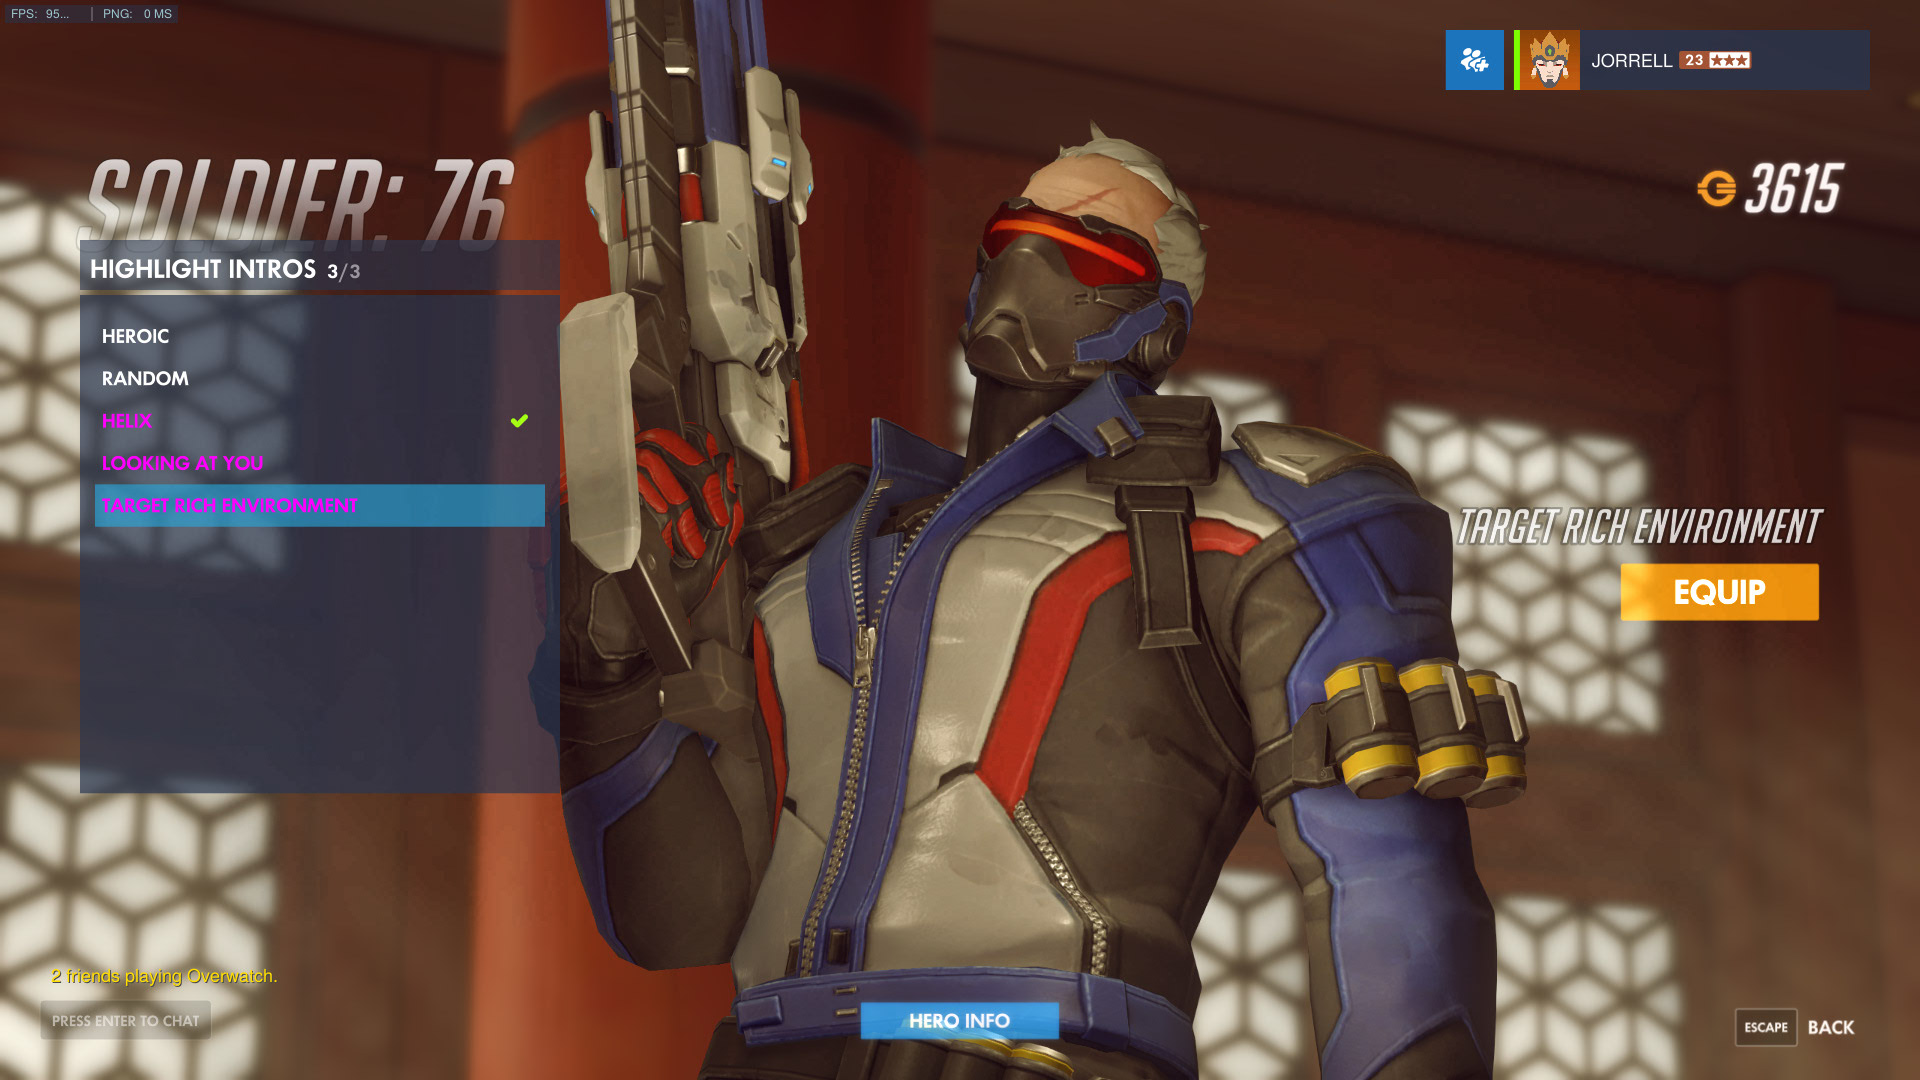 FPS: 95... | PNG: 0 MS
JORRELL 23
SOLDIER: 76
3615
HIGHLIGHT INTROS 3/3
HEROIC
RANDOM
HELIX
LOOKING AT YOU
TARGET RICH ENVIRONMENT
TARGET RICH ENVIRONMENT
EQUIP
2 friends playing Overwatch.
PRESS ENTER TO CHAT
HERO INFO
ESCAPE BACK